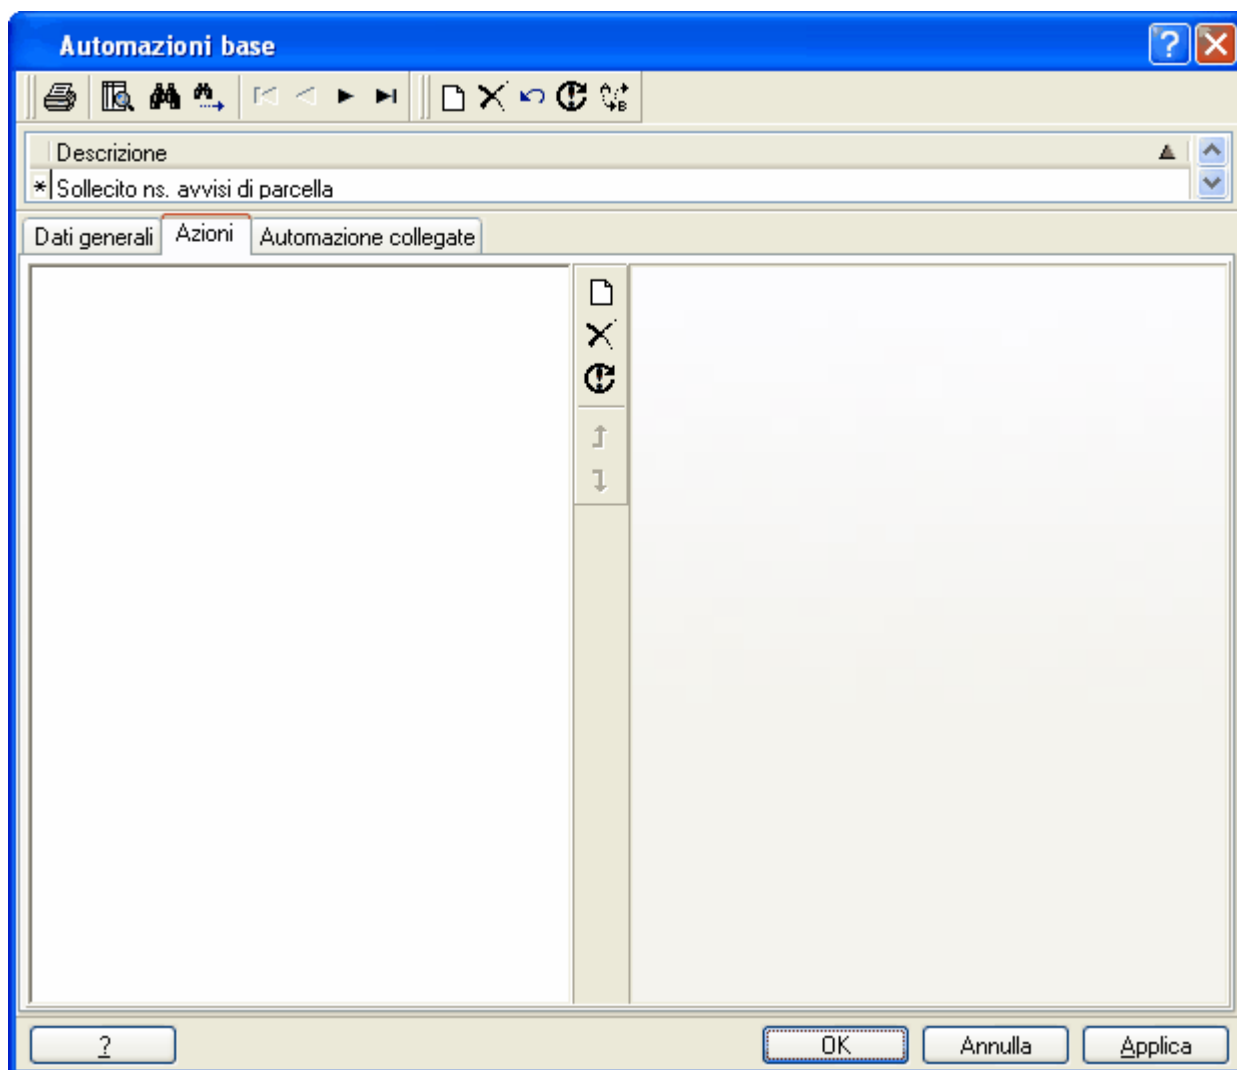 Automazioni base
Descrizione
* Sollecito ns. avvisi di parcella
Dati generali Azioni Automazione collegate
? OK Annulla Applica